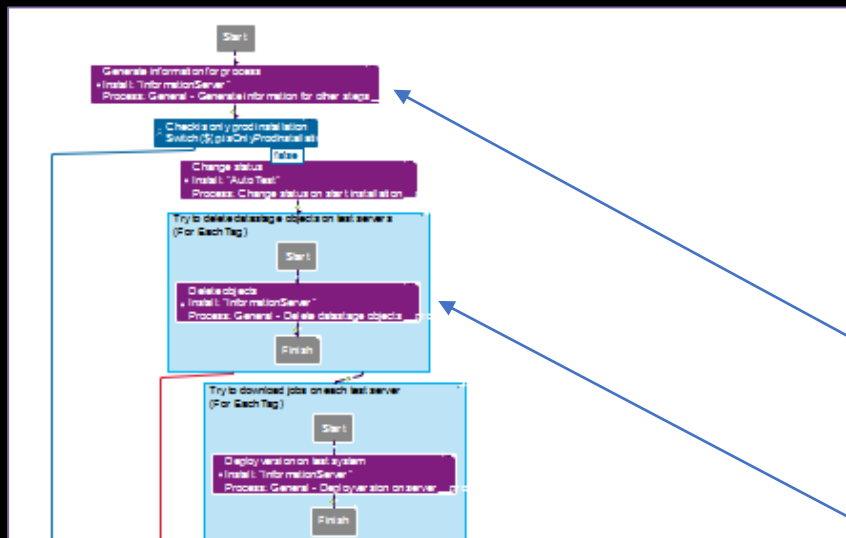 Start
Generate information for process
• Install: "InformationServer"
Process: General - Generate information for other steps_
Check is only prod installation
Switch (${p:isOnlyProdInstallati
false
Change status
• Install: "Auto Test"
Process: Change status on start installation
Try to delete datastage objects on test servers
(For Each Tag)
Start
Delete objects
• Install: "InformationServer"
Process: General - Delete datastage objects__pro
Finish
Try to download jobs on each test server
(For Each Tag)
Start
Deploy version on test system
• Install: "InformationServer"
Process: General - Deploy version on server__pro
Finish